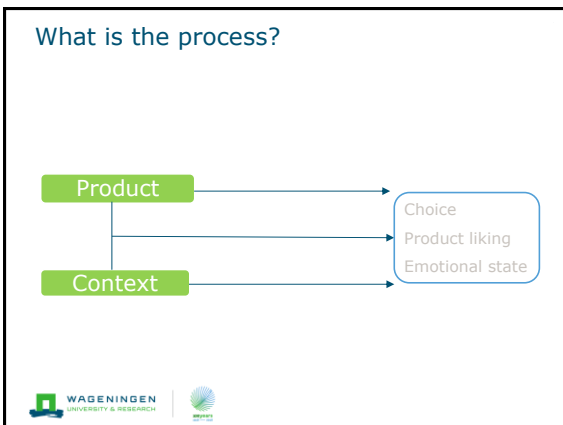 What is the process?
Product
Choice
Product liking
Emotional state
Context
WAGENINGEN
UNIVERSITY & RESEARCH